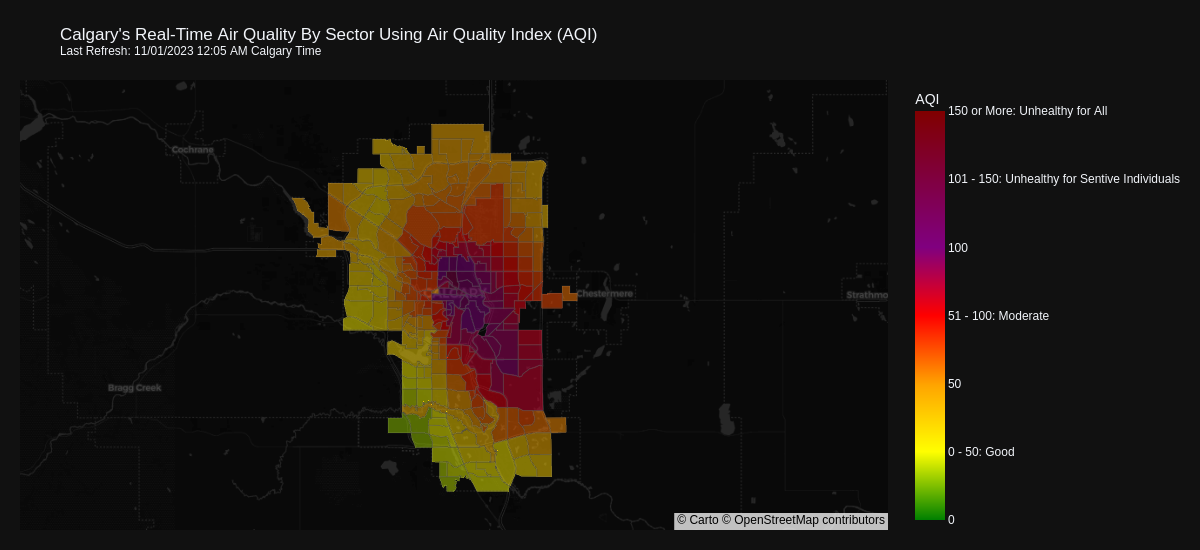 Calgary's Real-Time Air Quality By Sector Using Air Quality Index (AQI)
Last Refresh: 11/01/2023 12:05 AM Calgary Time
AQI
150 or More: Unhealthy for All
101 - 150: Unhealthy for Sentive Individuals
100
51 - 100: Moderate
50
0 - 50: Good
0
Cochrane
CALGARY
Chestermere
Strathmo
Bragg Creek
© Carto © OpenStreetMap contributors